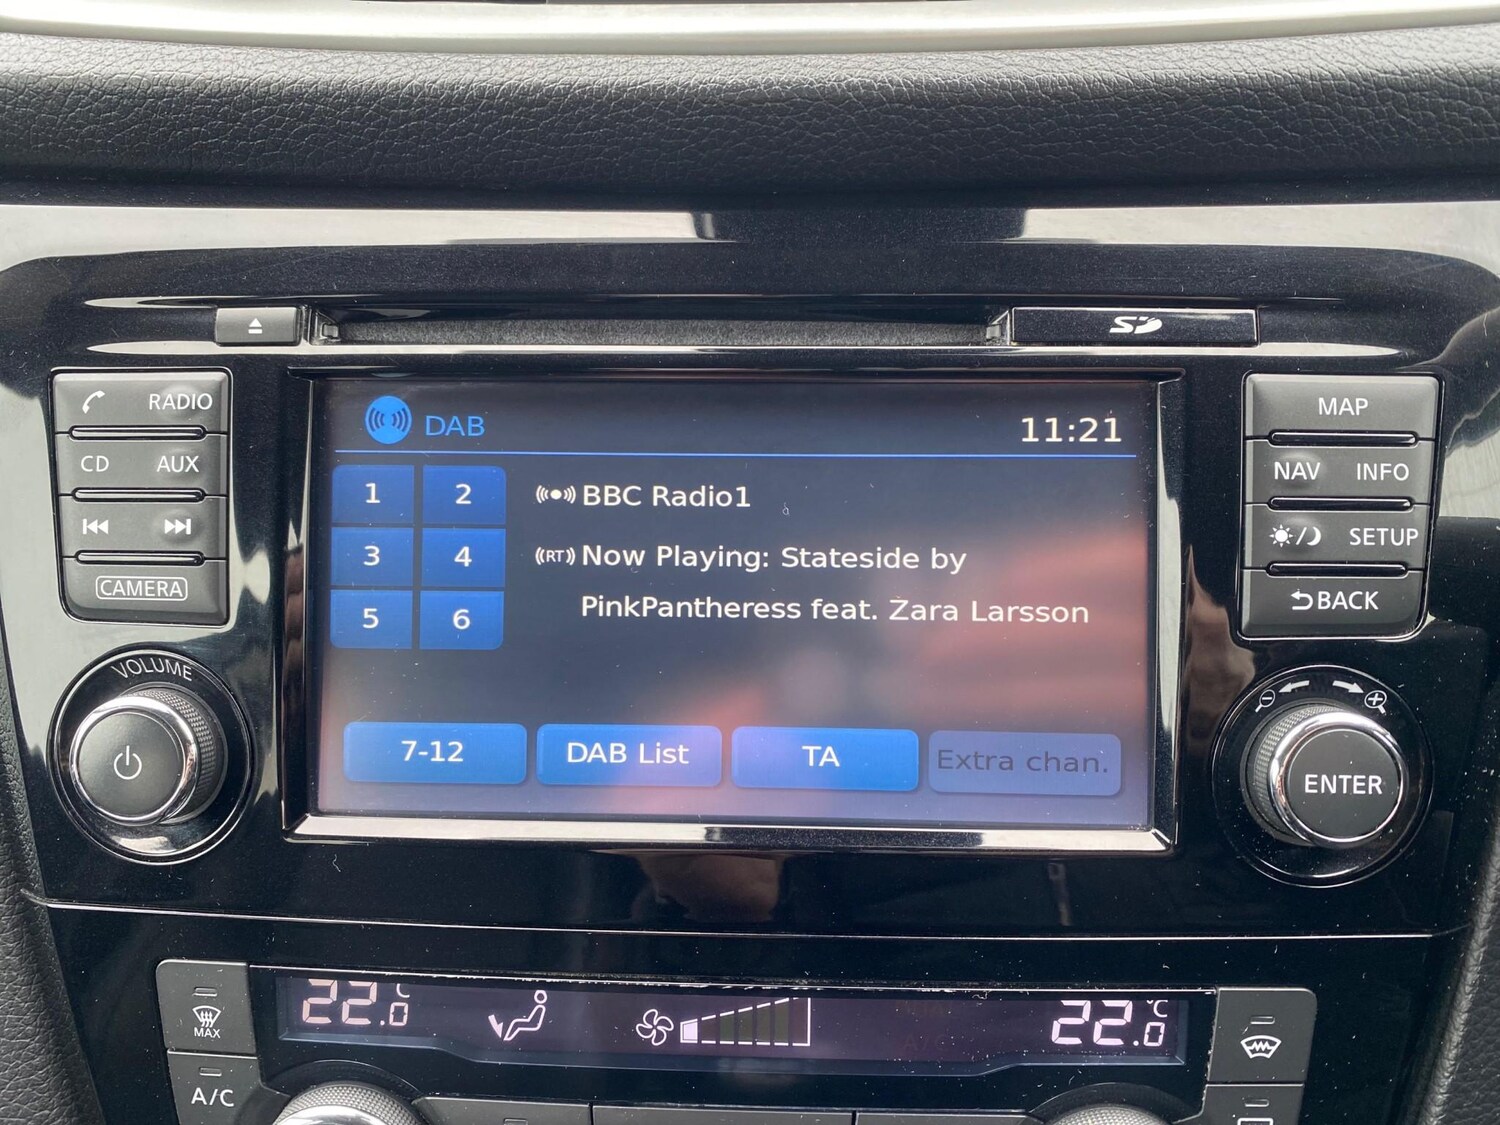 SD
RADIO
CD AUX
CAMERA
VOLUME
DAB 11:21
1 2
3 4
5 6
BBC Radio1
RT Now Playing: Stateside by
PinkPantheress feat. Zara Larsson
7-12 DAB List TA Extra chan.
MAP
NAV INFO
SETUP
BACK
ENTER
22.0 °C
22.0 °C
MAX
A/C